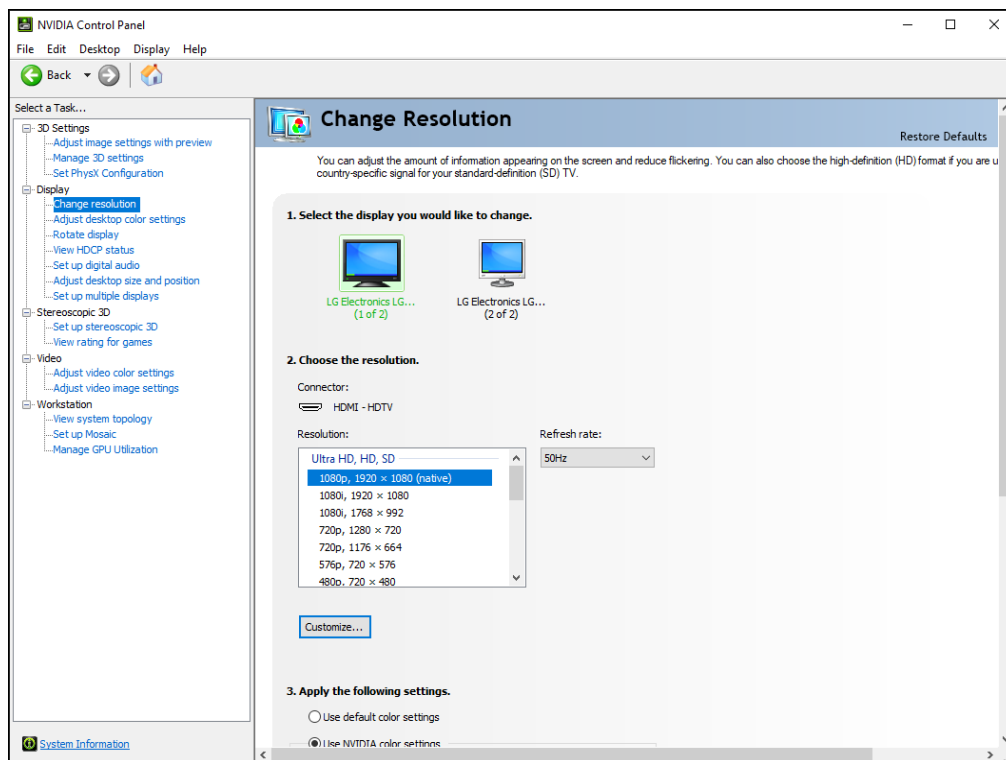 NVIDIA Control Panel
File Edit Desktop Display Help
Back
Select a Task...
3D Settings
Adjust image settings with preview
Manage 3D settings
Set PhysX Configuration
Display
Change resolution
Adjust desktop color settings
Rotate display
View HDCP status
Set up digital audio
Adjust desktop size and position
Set up multiple displays
Stereoscopic 3D
Set up stereoscopic 3D
View rating for games
Video
Adjust video color settings
Adjust video image settings
Workstation
View system topology
Set up Mosaic
Manage GPU Utilization
System Information
Change Resolution
Restore Defaults
You can adjust the amount of information appearing on the screen and reduce flickering. You can also choose the high-definition (HD) format if you are u
country-specific signal for your standard-definition (SD) TV.
1. Select the display you would like to change.
LG Electronics LG...
(1 of 2)
LG Electronics LG...
(2 of 2)
2. Choose the resolution.
Connector:
HDMI - HDTV
Resolution:
Refresh rate:
Ultra HD, HD, SD
50Hz
1080p, 1920 × 1080 (native)
1080i, 1920 × 1080
1080i, 1768 × 992
720p, 1280 × 720
720p, 1176 × 664
576p, 720 × 576
480p, 720 × 480
Customize...
3. Apply the following settings.
Use default color settings
Use NVIDIA color settings